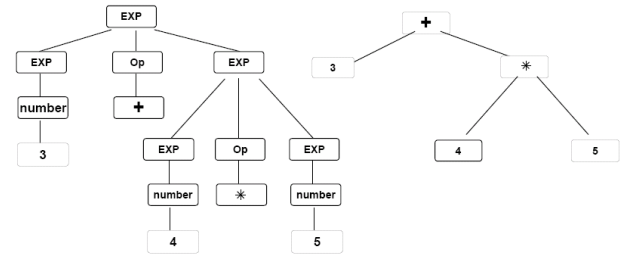 EXP
+
EXP Op EXP
3 *
number +
3
EXP Op EXP
4 5
number * number
4 5